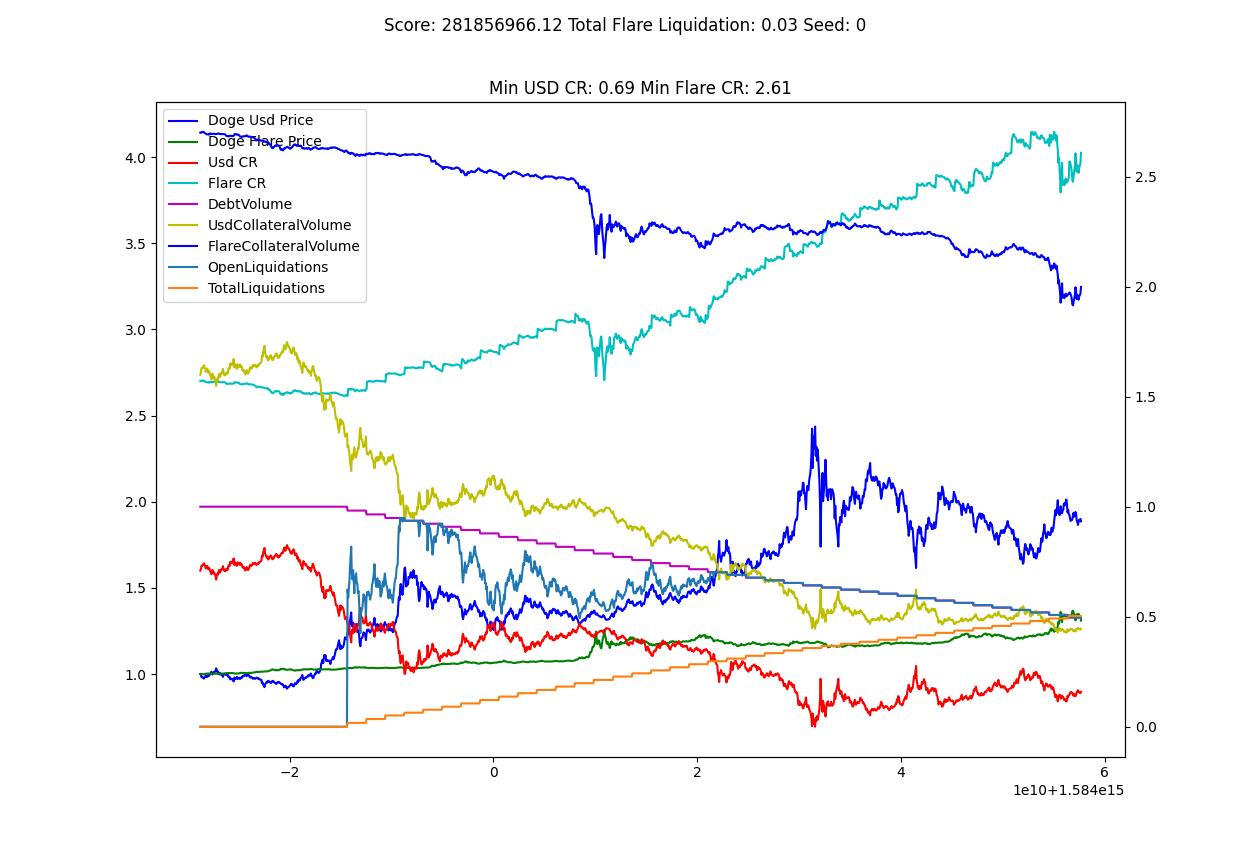 Score: 281856966.12 Total Flare Liquidation: 0.03 Seed: 0
Min USD CR: 0.69 Min Flare CR: 2.61
Doge Usd Price
Doge Flare Price
Usd CR
Flare CR
DebtVolume
UsdCollateralVolume
FlareCollateralVolume
OpenLiquidations
TotalLiquidations
4.0
3.5
3.0
2.5
2.0
1.5
1.0
2.5
2.0
1.5
1.0
0.5
0.0
−2 0 2 4 6
1e10+1.584e15